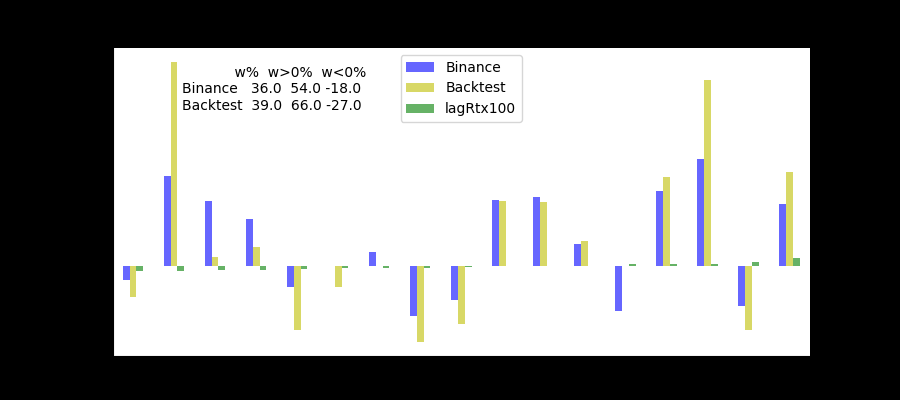 w%  w>0%  w<0%
Binance   36.0  54.0 -18.0
Backtest  39.0  66.0 -27.0
Binance
Backtest
lagRtx100